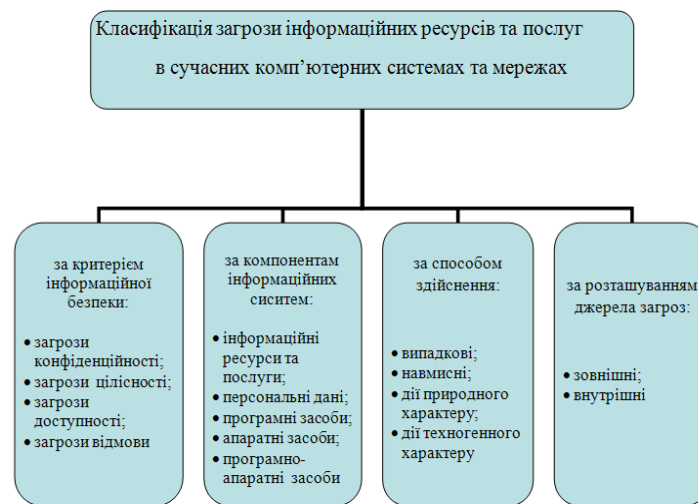 Класифікація загрози інформаційних ресурсів та послуг
в сучасних комп’ютерних системах та мережах
за критерієм
інформаційної
безпеки:
• загрози
конфіденційності;
• загрози цілісності;
• загрози
доступності;
• загрози відмови
за компонентам
інформаційних
сиситем:
• інформаційні
ресурси та
послуги;
• персональні дані;
• програмні засоби;
• апаратні засоби;
• програмно-
апаратні засоби
за способом
здійснення:
• випадкові;
• навмисні;
• дії природного
характеру;
• дії техногенного
характеру
за розташуванням
джерела загроз:
• зовнішні;
• внутрішні